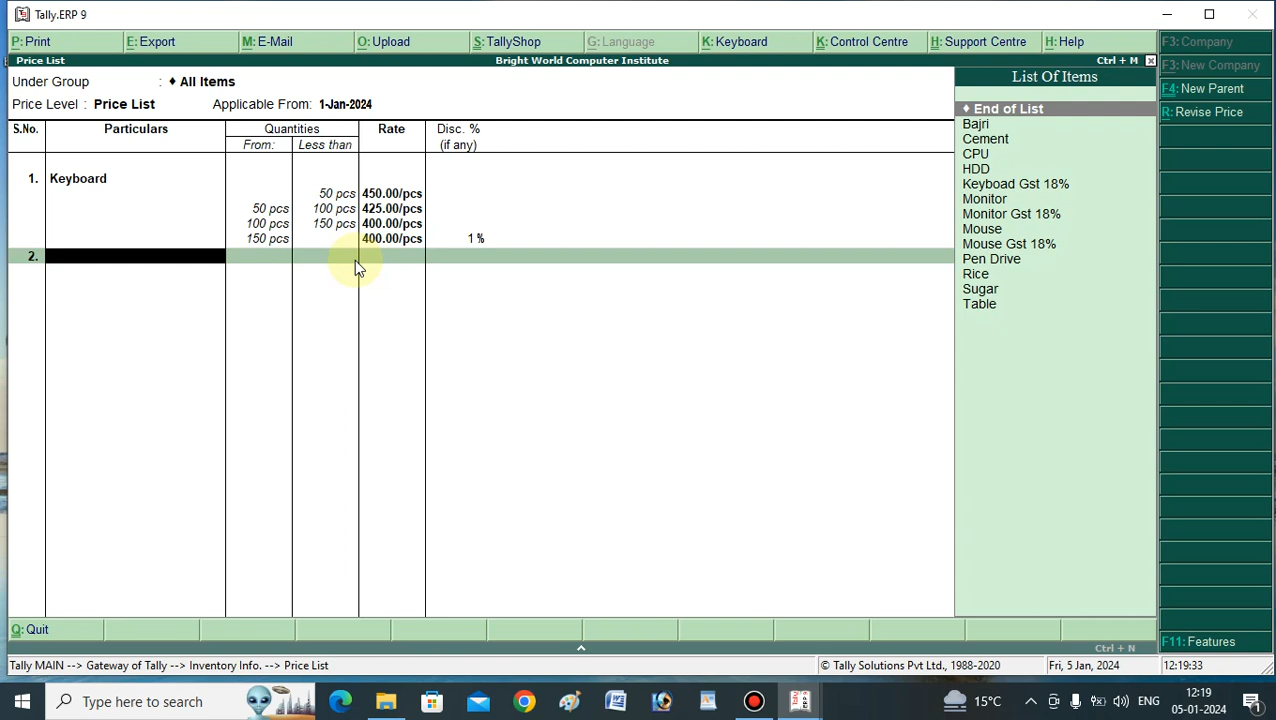 Tally.ERP 9
P: Print E: Export M: E-Mail O: Upload S: TallyShop G: Language K: Keyboard K: Control Centre H: Support Centre H: Help
Price List Bright World Computer Institute Ctrl + M
Under Group : ♦ All Items
Price Level : Price List Applicable From: 1-Jan-2024
S.No. Particulars Quantities Rate Disc. %
From: Less than (if any)
1. Keyboard
50 pcs 450.00/pcs
50 pcs 100 pcs 425.00/pcs
100 pcs 150 pcs 400.00/pcs
150 pcs 400.00/pcs 1 %
2.
List Of Items
♦ End of List
Bajri
Cement
CPU
HDD
Keyboad Gst 18%
Monitor
Monitor Gst 18%
Mouse
Mouse Gst 18%
Pen Drive
Rice
Sugar
Table
F3: Company
F3: New Company
F4: New Parent
R: Revise Price
F11: Features
Q: Quit
Ctrl + N
Tally MAIN --> Gateway of Tally --> Inventory Info. --> Price List © Tally Solutions Pvt Ltd., 1988-2020 Fri, 5 Jan, 2024 12:19:33
Type here to search 15°C ENG 12:19
05-01-2024